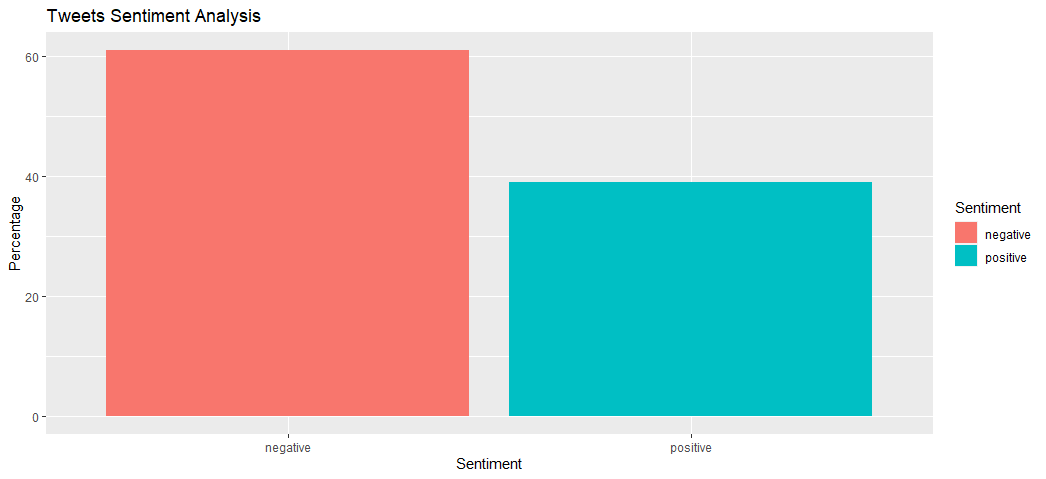 Tweets Sentiment Analysis
60
40
20
0
Percentage
negative
positive
Sentiment
Sentiment
negative
positive